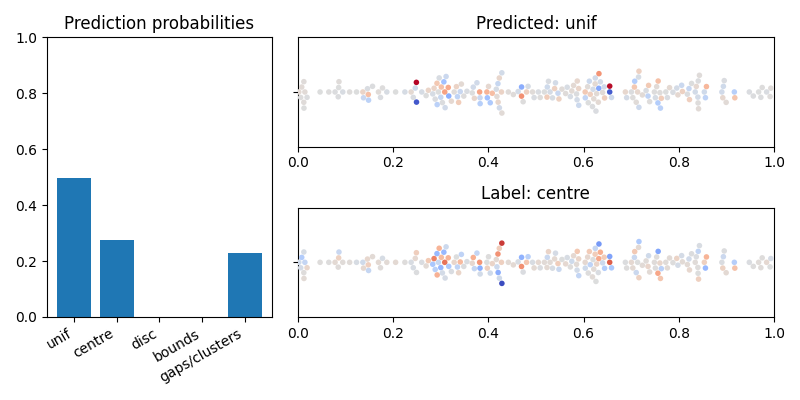 Prediction probabilities
1.0
0.8
0.6
0.4
0.2
0.0
unif
centre
disc
bounds
gaps/clusters
Predicted: unif
0.0 0.2 0.4 0.6 0.8 1.0
Label: centre
0.0 0.2 0.4 0.6 0.8 1.0